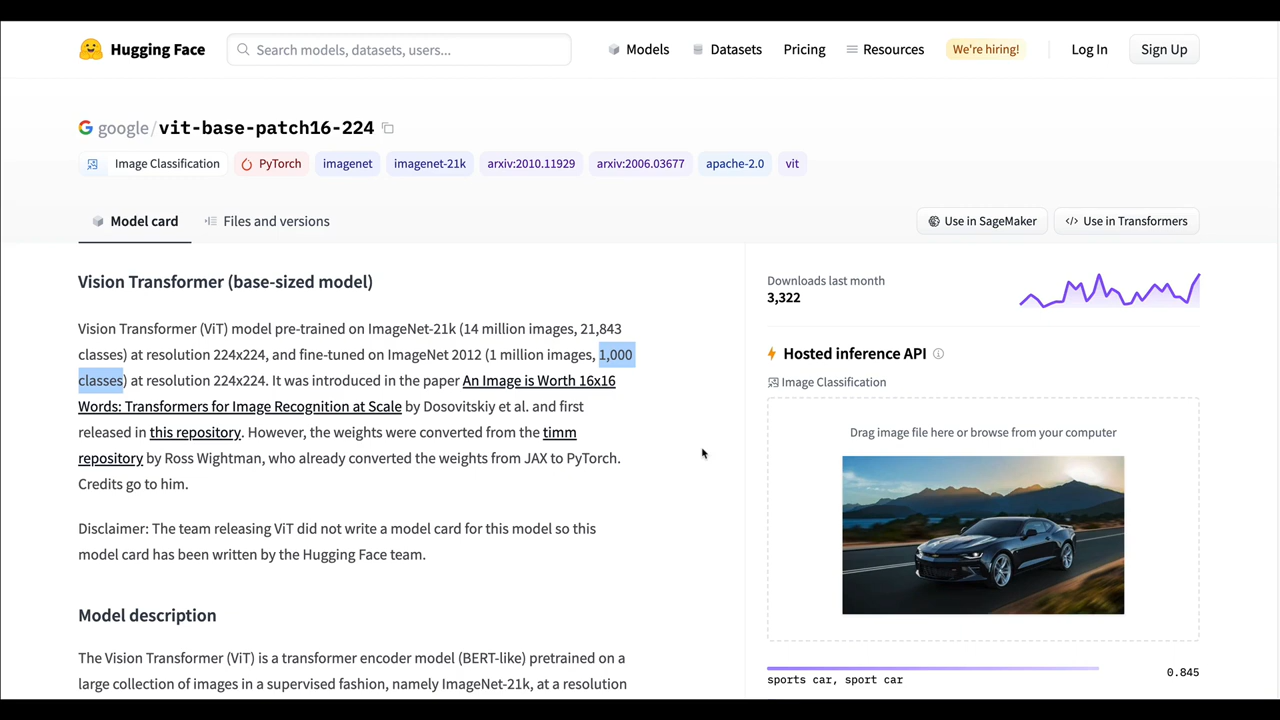 Hugging Face
Search models, datasets, users...
Models
Datasets
Pricing
Resources
We're hiring!
Log In
Sign Up
google/vit-base-patch16-224
Image Classification
PyTorch
imagenet
imagenet-21k
arxiv:2010.11929
arxiv:2006.03677
apache-2.0
vit
Model card
Files and versions
Use in SageMaker
</> Use in Transformers
Vision Transformer (base-sized model)
Vision Transformer (ViT) model pre-trained on ImageNet-21k (14 million images, 21,843
classes) at resolution 224x224, and fine-tuned on ImageNet 2012 (1 million images, 1,000
classes) at resolution 224x224. It was introduced in the paper An Image is Worth 16x16
Words: Transformers for Image Recognition at Scale by Dosovitskiy et al. and first
released in this repository. However, the weights were converted from the timm
repository by Ross Wightman, who already converted the weights from JAX to PyTorch.
Credits go to him.
Disclaimer: The team releasing ViT did not write a model card for this model so this
model card has been written by the Hugging Face team.
Model description
The Vision Transformer (ViT) is a transformer encoder model (BERT-like) pretrained on a
large collection of images in a supervised fashion, namely ImageNet-21k, at a resolution
Downloads last month
3,322
Hosted inference API
Image Classification
Drag image file here or browse from your computer
sports car, sport car
0.845